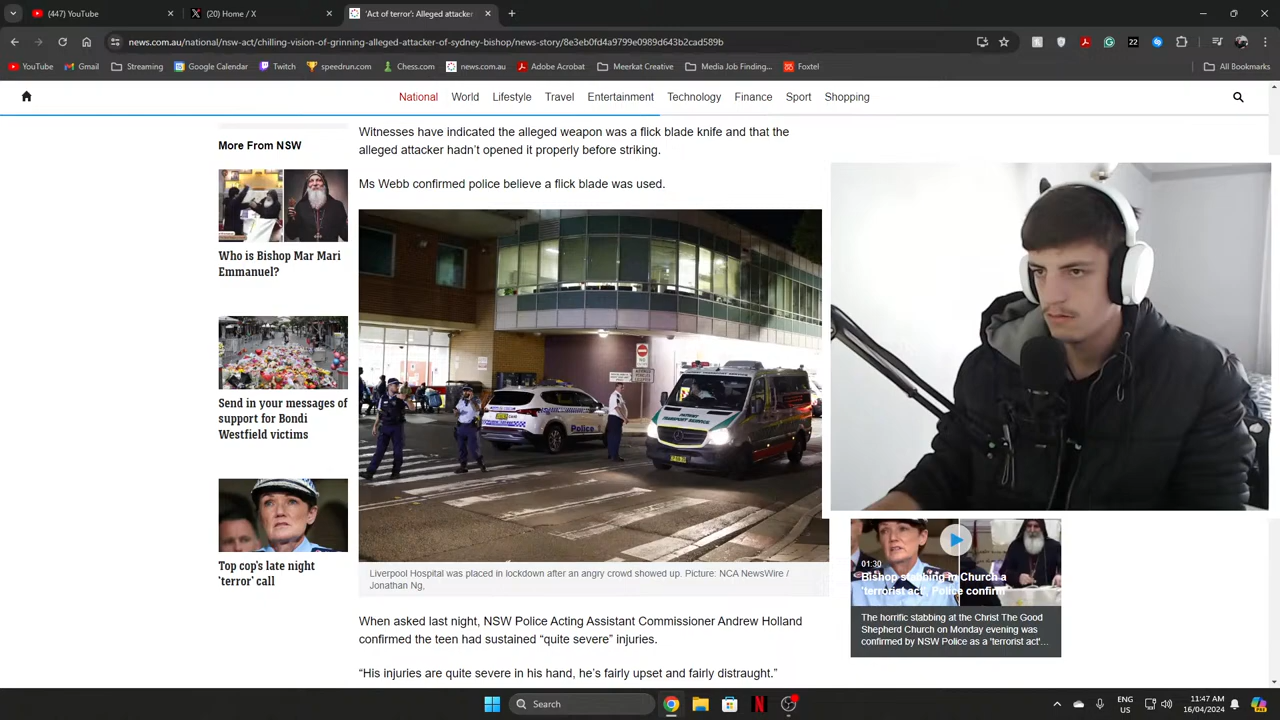 (447) YouTube
(20) Home / X
'Act of terror': Alleged attacker
news.com.au/national/nsw-act/chilling-vision-of-grinning-alleged-attacker-of-sydney-bishop/news-story/8e3eb0fd4a9799e0989d643b2cad589b
22
YouTube
Gmail
Streaming
Google Calendar
Twitch
speedrun.com
Chess.com
news.com.au
Adobe Acrobat
Meerkat Creative
Media Job Finding...
Foxtel
All Bookmarks
National
World
Lifestyle
Travel
Entertainment
Technology
Finance
Sport
Shopping
More From NSW
Who is Bishop Mar Mari
Emmanuel?
Send in your messages of
support for Bondi
Westfield victims
Top cop's late night
'terror' call
Witnesses have indicated the alleged weapon was a flick blade knife and that the
alleged attacker hadn't opened it properly before striking.
Ms Webb confirmed police believe a flick blade was used.
Police
Liverpool Hospital was placed in lockdown after an angry crowd showed up. Picture: NCA NewsWire /
Jonathan Ng,
When asked last night, NSW Police Acting Assistant Commissioner Andrew Holland
confirmed the teen had sustained “quite severe” injuries.
“His injuries are quite severe in his hand, he's fairly upset and fairly distraught.”
01:30
Bishop stabbing in Church a
'terrorist act', Police confirm
The horrific stabbing at the Christ The Good
Shepherd Church on Monday evening was
confirmed by NSW Police as a 'terrorist act'...
Search
ENG
US
11:47 AM
16/04/2024